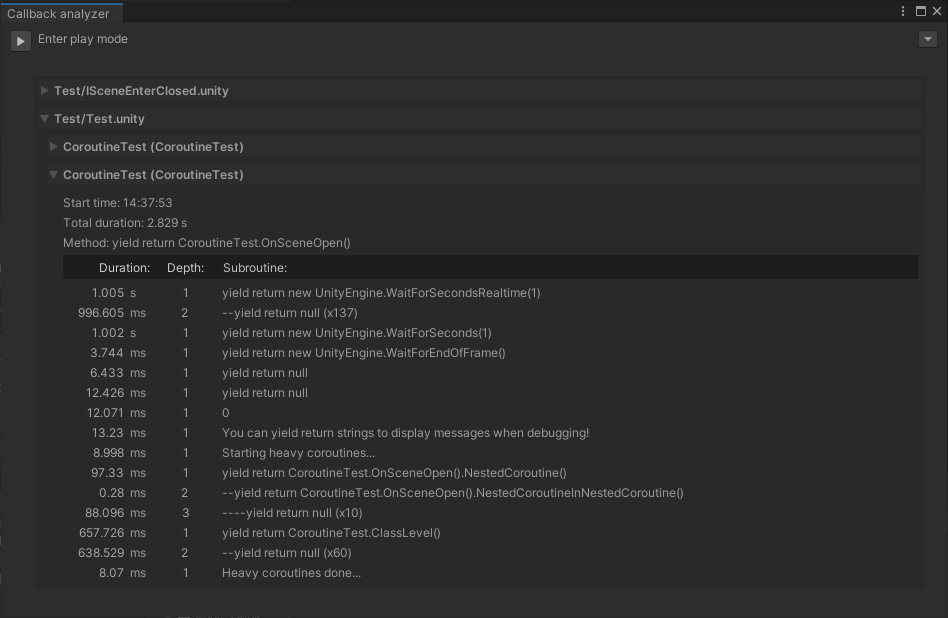 Callback analyzer
Enter play mode
Test/ISceneEnterClosed.unity
Test/Test.unity
CoroutineTest (CoroutineTest)
CoroutineTest (CoroutineTest)
Start time: 14:37:53
Total duration: 2.829 s
Method: yield return CoroutineTest.OnSceneOpen()
Duration: Depth: Subroutine:
1.005 s 1 yield return new UnityEngine.WaitForSecondsRealtime(1)
996.605 ms 2 --yield return null (x137)
1.002 s 1 yield return new UnityEngine.WaitForSeconds(1)
3.744 ms 1 yield return new UnityEngine.WaitForEndOfFrame()
6.433 ms 1 yield return null
12.426 ms 1 yield return null
12.071 ms 1 0
13.23 ms 1 You can yield return strings to display messages when debugging!
8.998 ms 1 Starting heavy coroutines...
97.33 ms 1 yield return CoroutineTest.OnSceneOpen().NestedCoroutine()
0.28 ms 2 --yield return CoroutineTest.OnSceneOpen().NestedCoroutineInNestedCoroutine()
88.096 ms 3 ----yield return null (x10)
657.726 ms 1 yield return CoroutineTest.ClassLevel()
638.529 ms 2 --yield return null (x60)
8.07 ms 1 Heavy coroutines done...